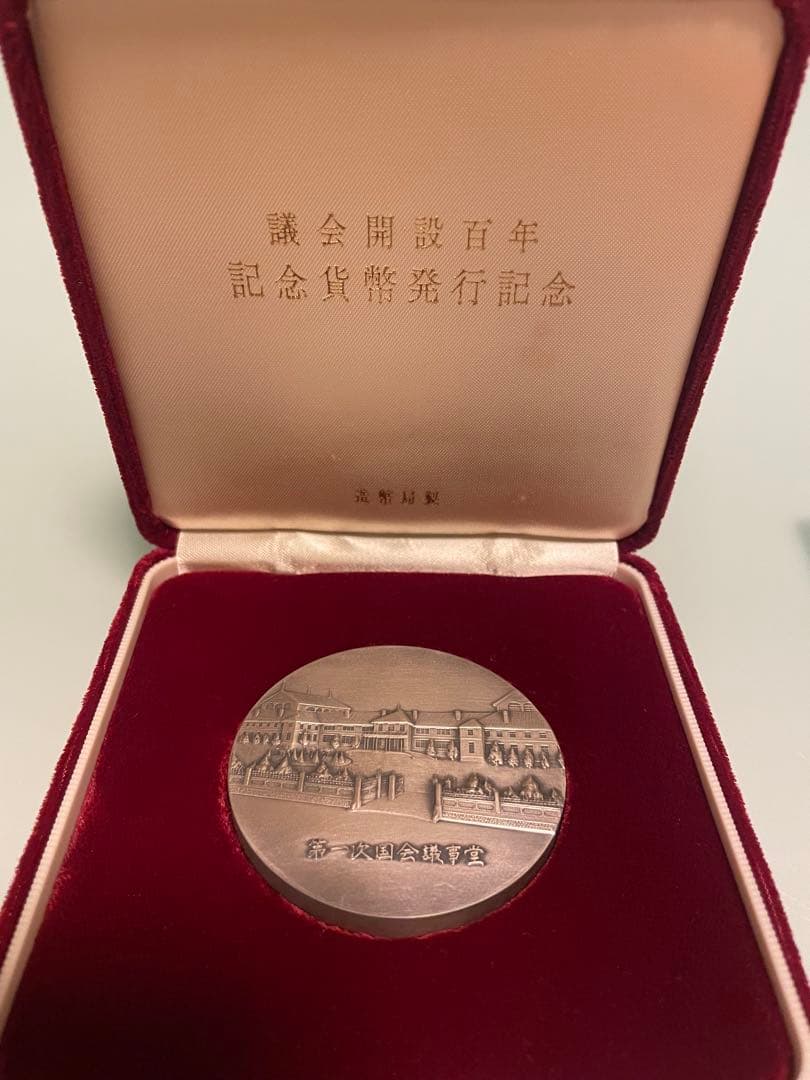 議会開設百年
記念貨幣発行記念
造幣局製
第一次国会議事堂